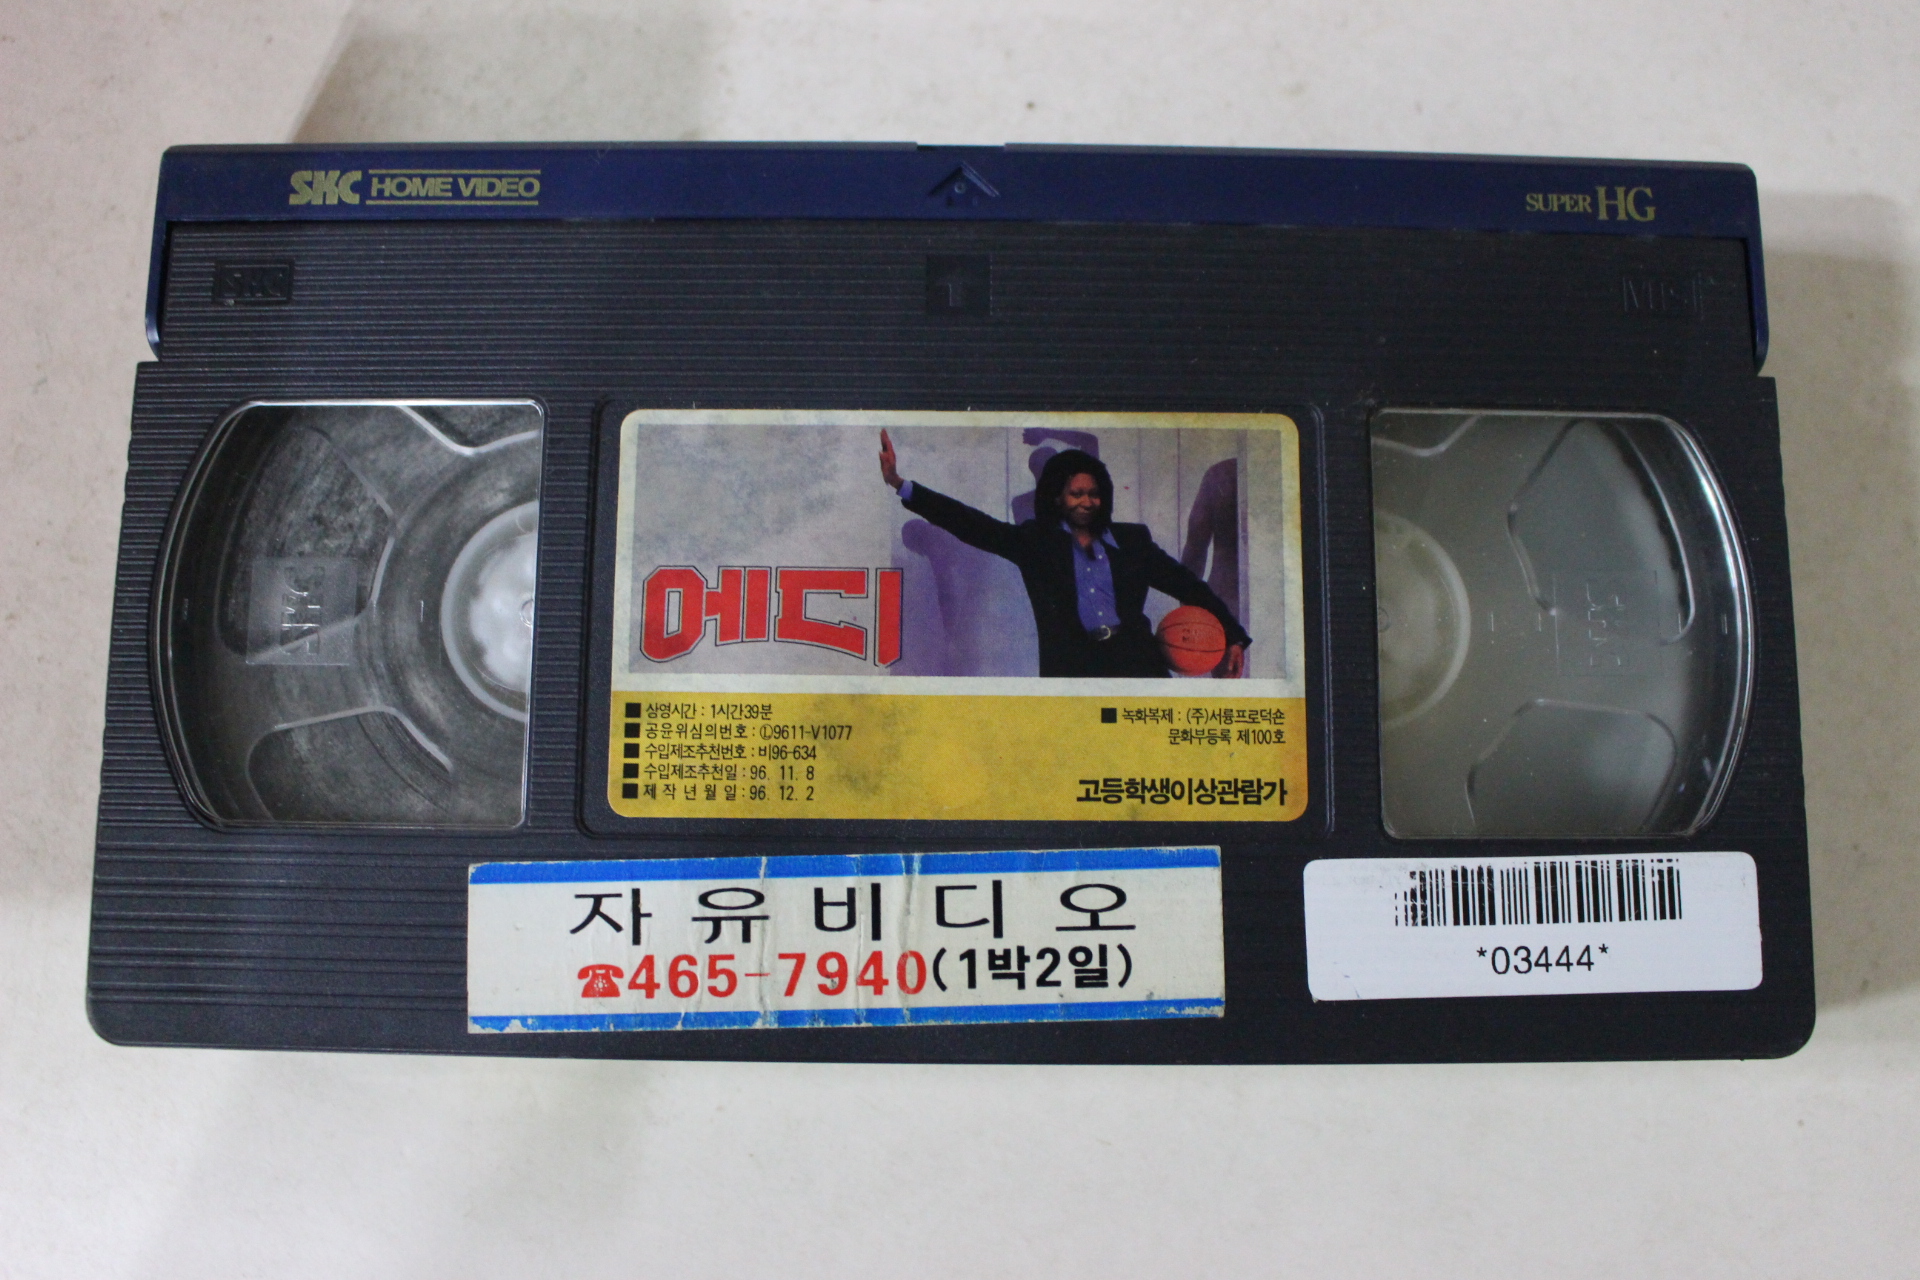 SKC HOME VIDEO
SUPER HG
SKC
1
VHS
에디
■ 상영시간 : 1시간39분
■ 공윤위심의번호 : Ⓛ9611-V1077
■ 수입제조추천번호 : 비96-634
■ 수입제조추천일 : 96. 11. 8
■ 제 작 년 월 일 : 96. 12. 2
■ 녹화복제 : (주)서륭프로덕숀
문화부등록 제100호
고등학생이상관람가
자유비디오
☎465-7940(1박2일)
*03444*